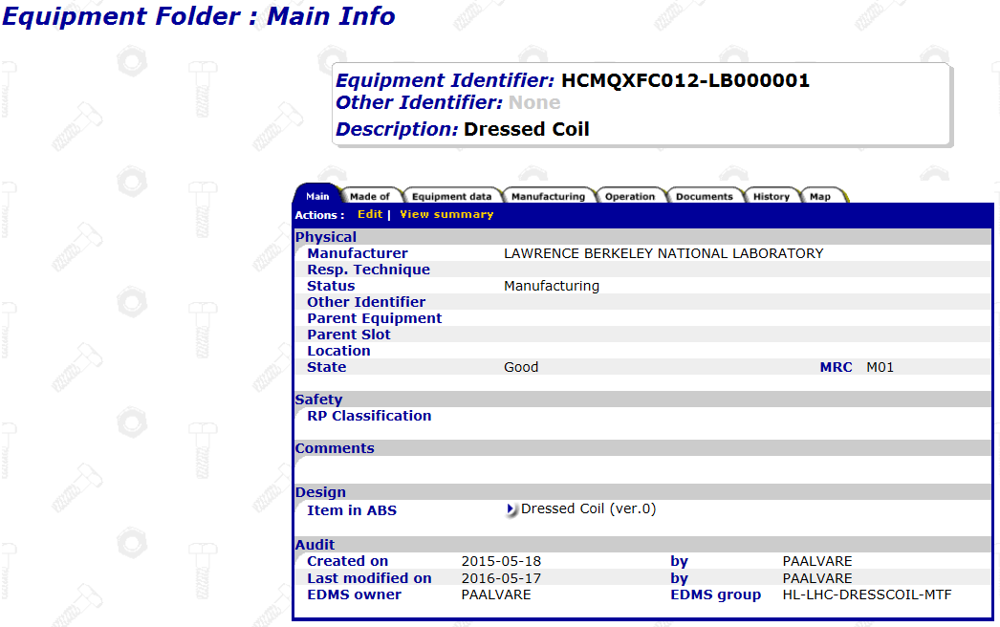 Equipment Folder : Main Info
Equipment Identifier: HCMQXFC012-LB000001
Other Identifier: None
Description: Dressed Coil
Main Made of Equipment data Manufacturing Operation Documents History Map
Actions : Edit | View summary
Physical
Manufacturer LAWRENCE BERKELEY NATIONAL LABORATORY
Resp. Technique
Status Manufacturing
Other Identifier
Parent Equipment
Parent Slot
Location
State Good MRC M01
Safety
RP Classification
Comments
Design
Item in ABS Dressed Coil (ver.0)
Audit
Created on 2015-05-18 by PAALVARE
Last modified on 2016-05-17 by PAALVARE
EDMS owner PAALVARE EDMS group HL-LHC-DRESSCOIL-MTF